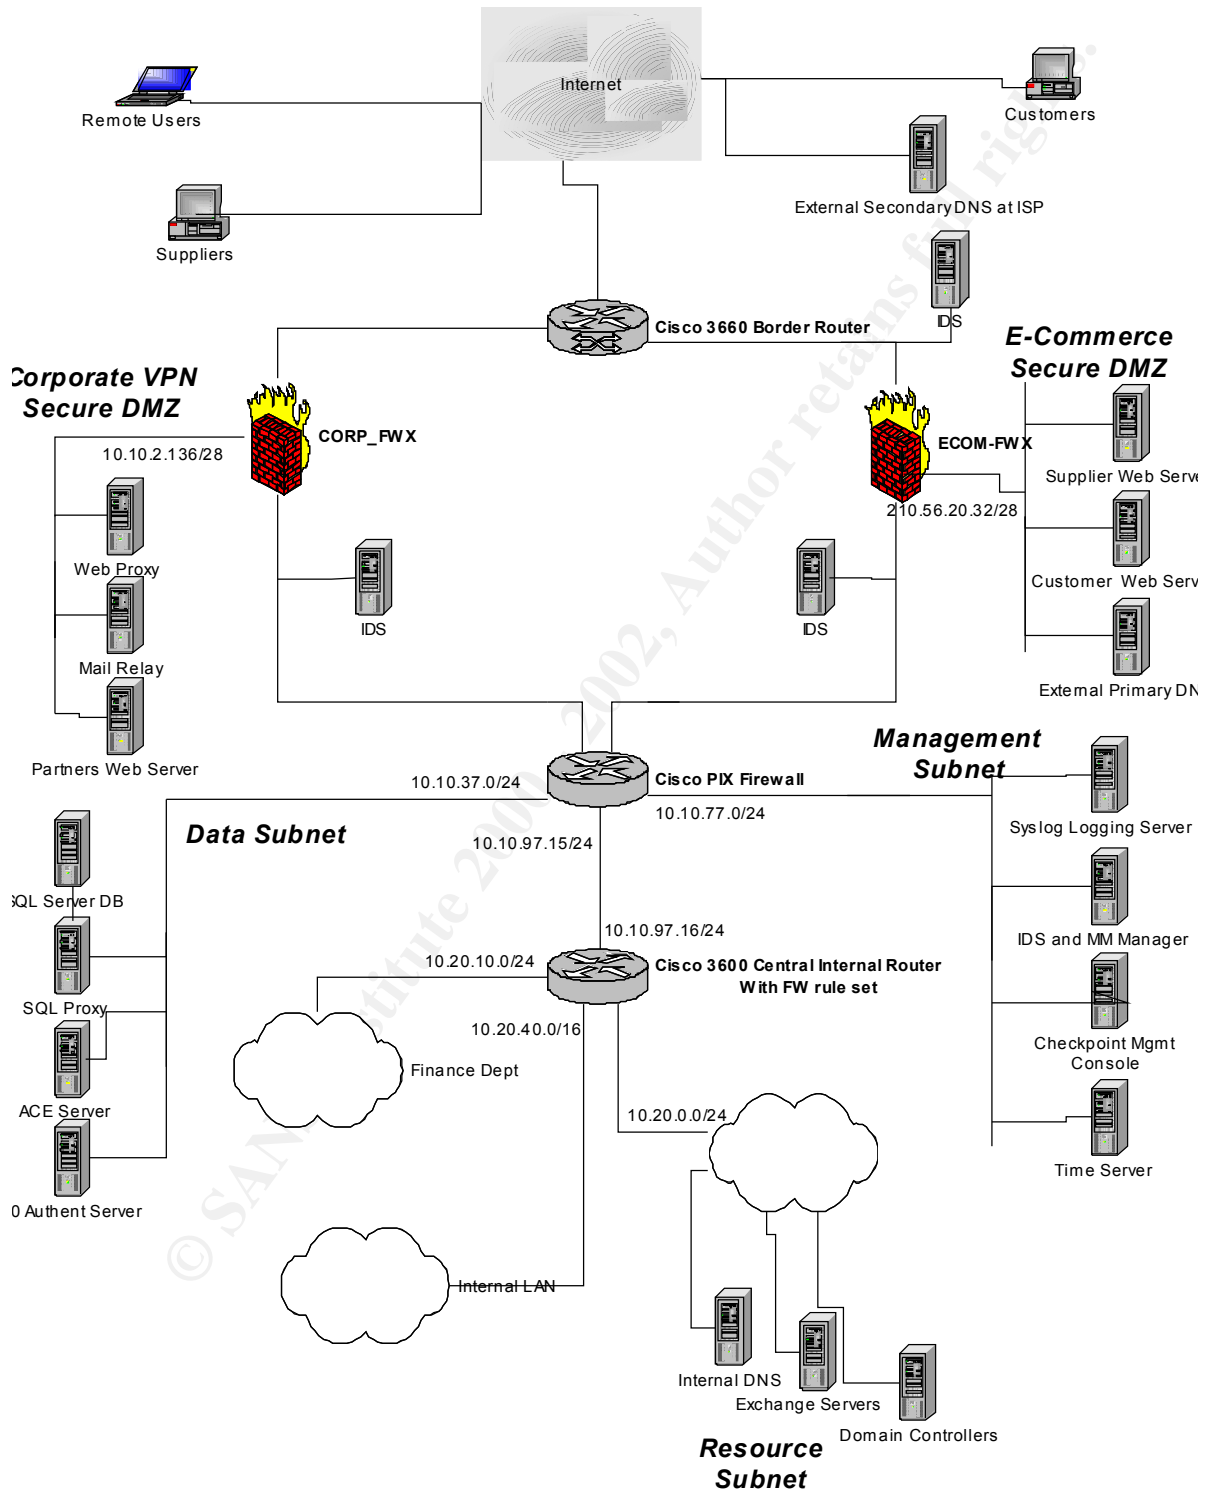 Internet
Remote Users
Customers
External Secondary DNS at ISP
Suppliers
IDS
Cisco 3660 Border Router
E-Commerce
Secure DMZ
Corporate VPN
Secure DMZ
CORP_FWX
ECOM-FWX
10.10.2.136/28
Supplier Web Serve
210.56.20.32/28
Web Proxy
Customer Web Serv
IDS
IDS
Mail Relay
External Primary DN
Partners Web Server
Management
Subnet
10.10.37.0/24
Cisco PIX Firewall
10.10.77.0/24
Syslog Logging Server
Data Subnet
10.10.97.15/24
SQL Server DB
10.10.97.16/24
IDS and MM Manager
10.20.10.0/24
Cisco 3600 Central Internal Router
With FW rule set
SQL Proxy
10.20.40.0/16
Checkpoint Mgmt
Console
Finance Dept
ACE Server
10.20.0.0/24
Time Server
0 Authent Server
Internal LAN
Internal DNS
Exchange Servers
Domain Controllers
Resource
Subnet
© SANS Institute 2000 - 2002, Author retains full rights.